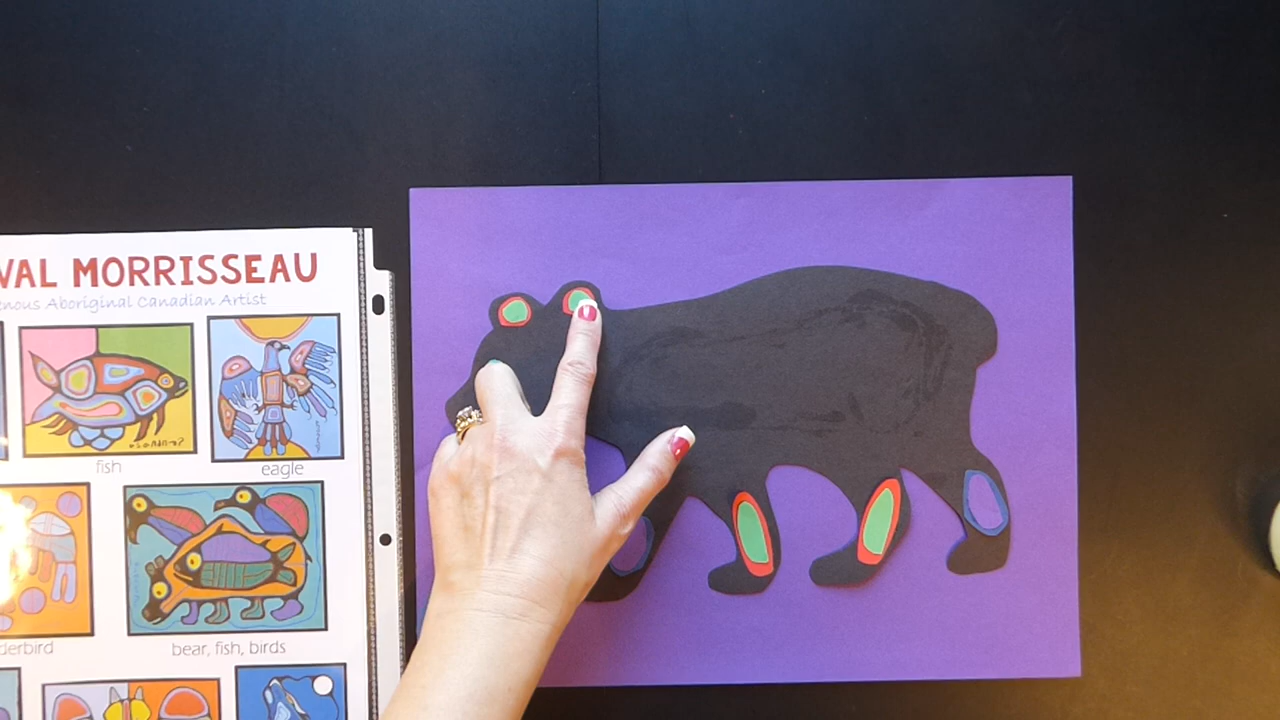 VAL MORRISSEAU
enous Aboriginal Canadian Artist
fish
eagle
derbird
bear, fish, birds